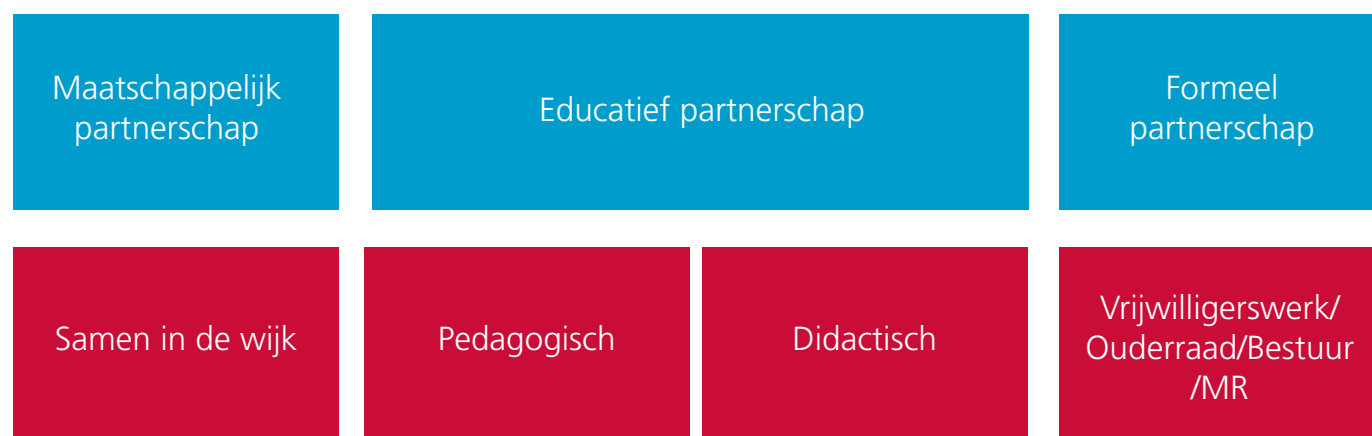 Maatschappelijk
partnerschap
Educatief partnerschap
Formeel
partnerschap
Samen in de wijk
Pedagogisch
Didactisch
Vrijwilligerswerk/
Ouderraad/Bestuur
/MR